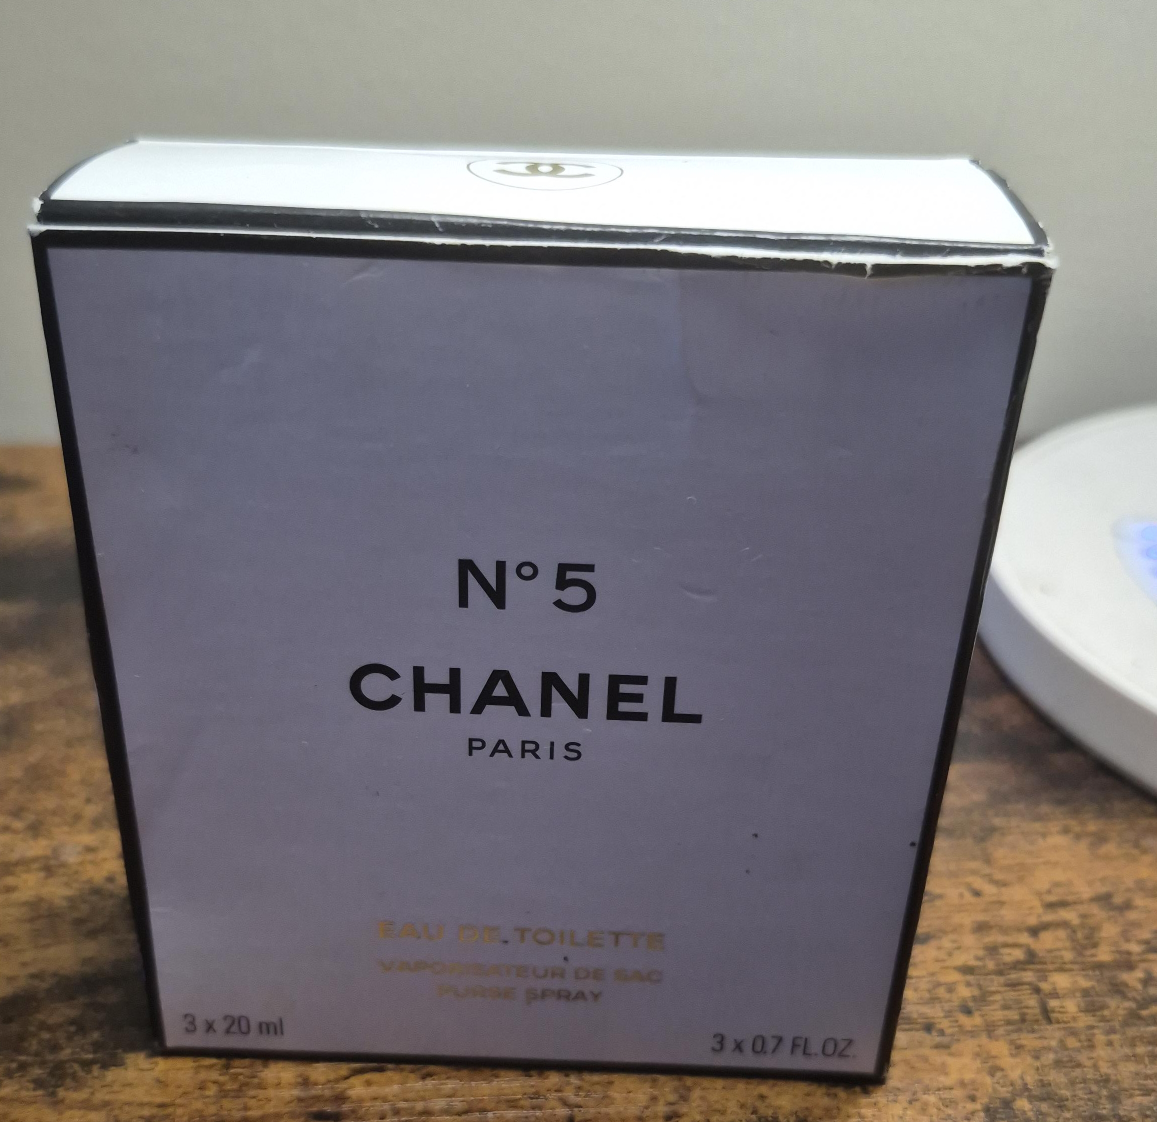 N°5
CHANEL
PARIS
EAU DE TOILETTE
VAPORISATEUR DE SAC
PURSE SPRAY
3 x 20 ml
3 x 0.7 FL.OZ.